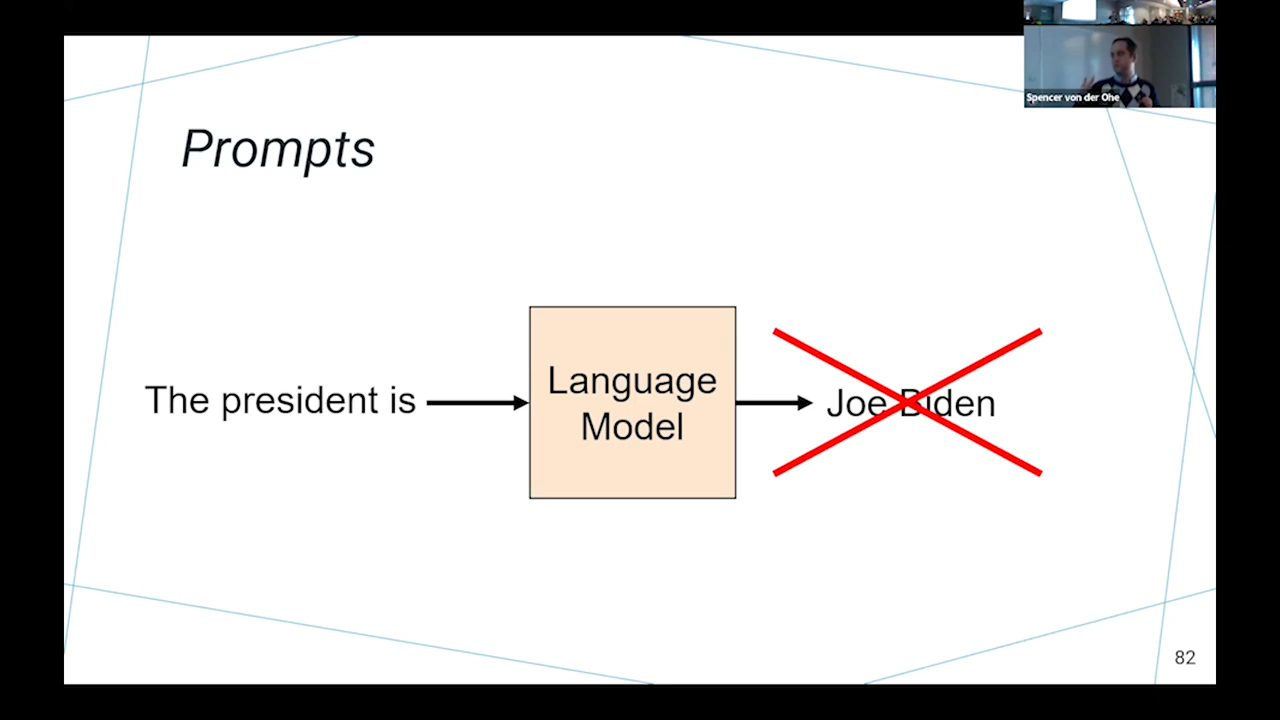 Spencer von der Ohe
Prompts
The president is
Language
Model
Joe Biden
82